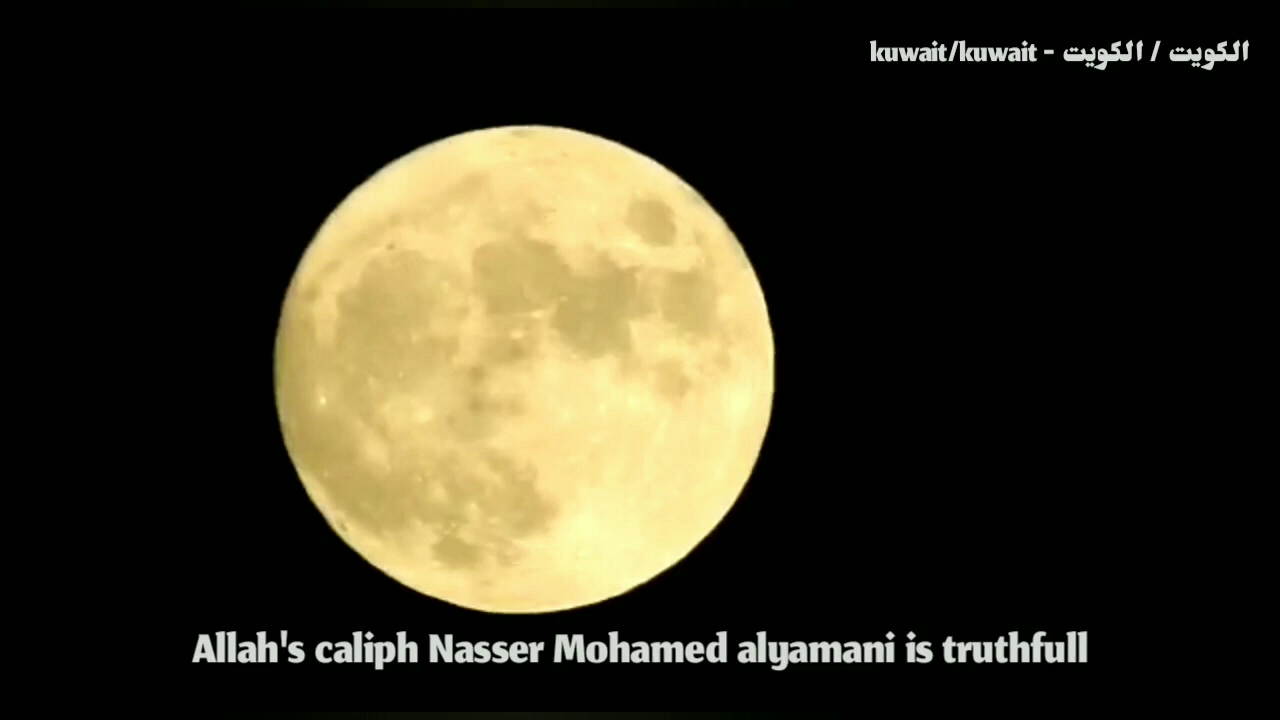 kuwait/kuwait - الكويت / الكويت
Allah's caliph Nasser Mohamed alyamani is truthfull